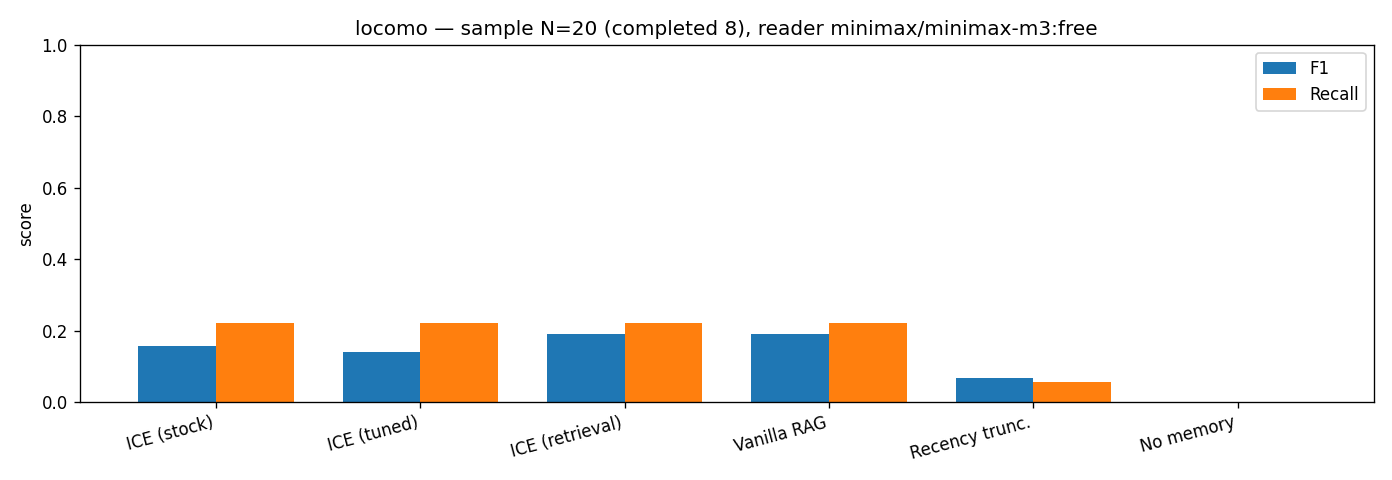 locomo — sample N=20 (completed 8), reader minimax/minimax-m3:free
F1
Recall
score
1.0
0.8
0.6
0.4
0.2
0.0
ICE (stock)
ICE (tuned)
ICE (retrieval)
Vanilla RAG
Recency trunc.
No memory